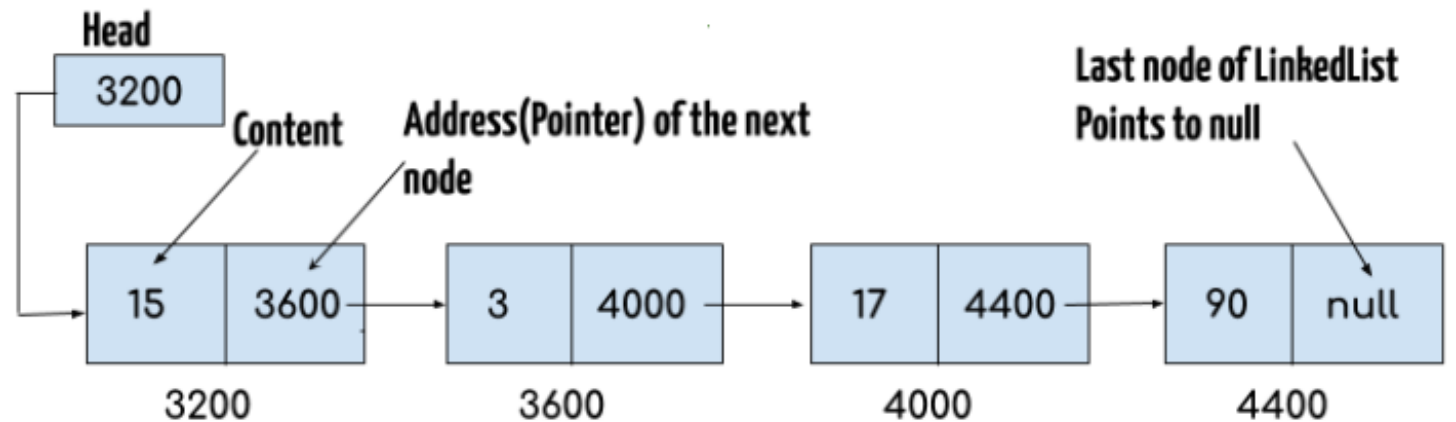 Head
3200
Content
Address(Pointer) of the next
node
Last node of LinkedList
Points to null
15 3600
3 4000
17 4400
90 null
3200
3600
4000
4400